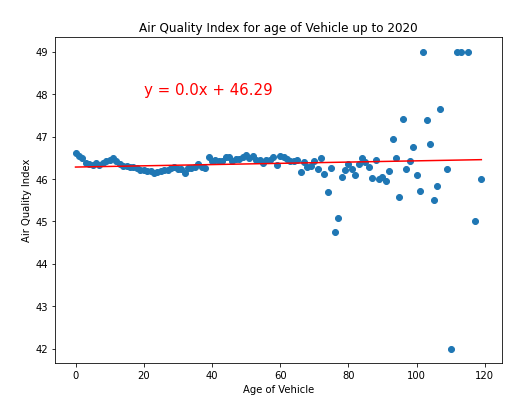 Air Quality Index for age of Vehicle up to 2020
y = 0.0x + 46.29
Air Quality Index
49
48
47
46
45
44
43
42
0 20 40 60 80 100 120
Age of Vehicle